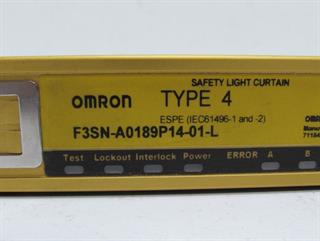 SAFETY LIGHT CURTAIN
OMRON TYPE 4
ESPE (IEC61496-1 and -2)
F3SN-A0189P14-01-L
OMRON
Test Lockout Interlock Power ERROR A B